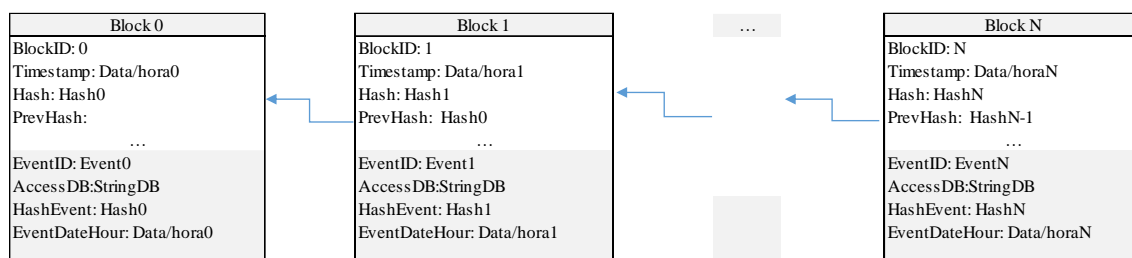 Block 0
BlockID: 0
Timestamp: Data/hora0
Hash: Hash0
PrevHash:
...
EventID: Event0
AccessDB:StringDB
HashEvent: Hash0
EventDateHour: Data/hora0
Block 1
BlockID: 1
Timestamp: Data/hora1
Hash: Hash1
PrevHash:  Hash0
...
EventID: Event1
AccessDB:StringDB
HashEvent: Hash1
EventDateHour: Data/hora1
...
Block N
BlockID: N
Timestamp: Data/horaN
Hash: HashN
PrevHash:  HashN-1
...
EventID: EventN
AccessDB:StringDB
HashEvent: HashN
EventDateHour: Data/horaN